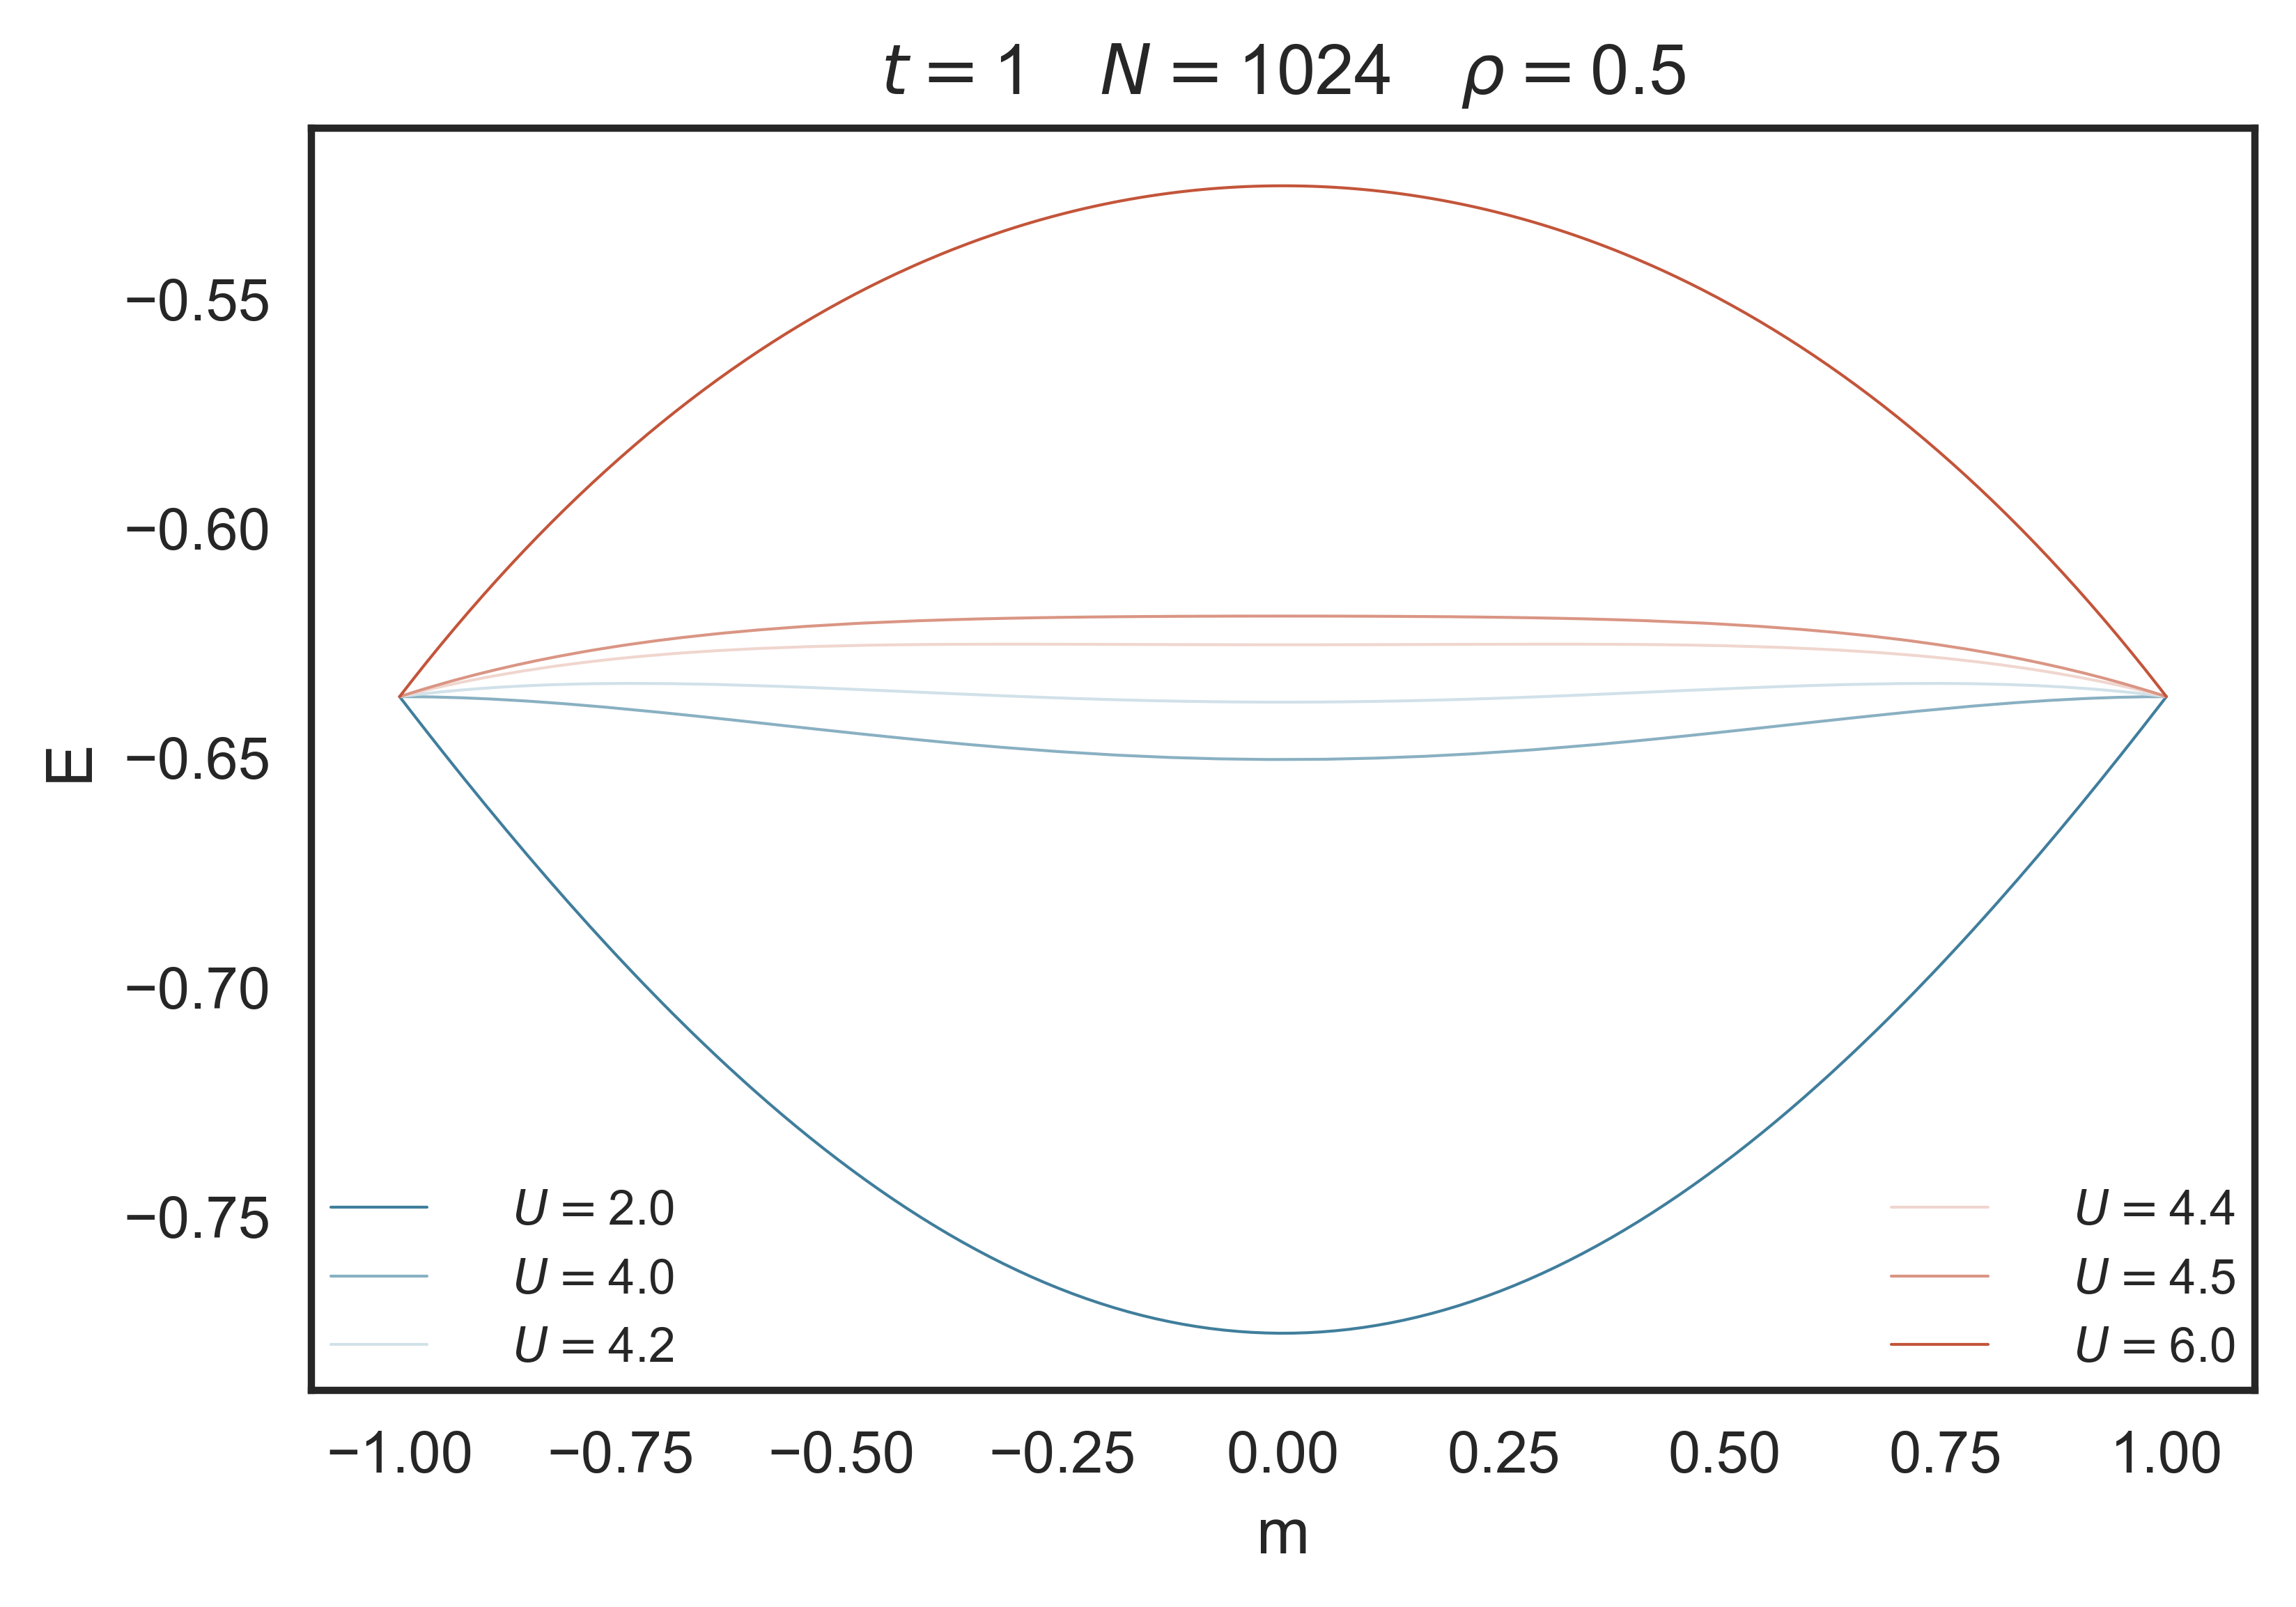 t = 1 N = 1024 ρ = 0.5
E
−0.55
−0.60
−0.65
−0.70
−0.75
U = 2.0
U = 4.0
U = 4.2
U = 4.4
U = 4.5
U = 6.0
−1.00 −0.75 −0.50 −0.25 0.00 0.25 0.50 0.75 1.00
m